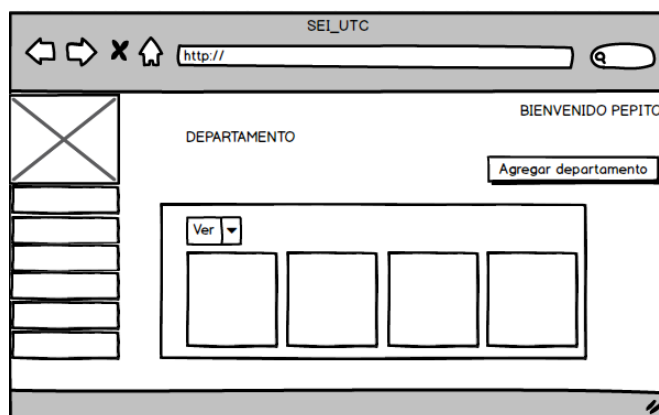 SEI_UTC
http://
BIENVENIDO PEPITO
DEPARTAMENTO
Agregar departamento
Ver